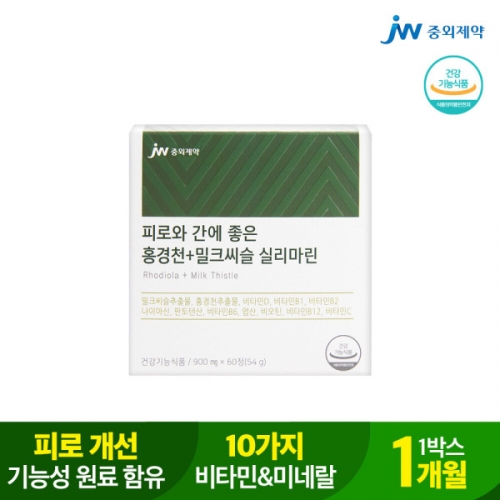 JW 중외제약
건강
기능식품
식품의약품안전처
JW 중외제약
피로와 간에 좋은
홍경천+밀크씨슬 실리마린
Rhodiola + Milk Thistle
밀크씨슬추출물, 홍경천추출물, 비타민D, 비타민B1, 비타민B2
나이아신, 판토텐산, 비타민B6, 엽산, 비오틴, 비타민B12, 비타민C
건강기능식품 / 900 mg × 60정(54 g)
건강
기능식품
피로 개선
기능성 원료 함유
10가지
비타민&미네랄
1박스
1개월